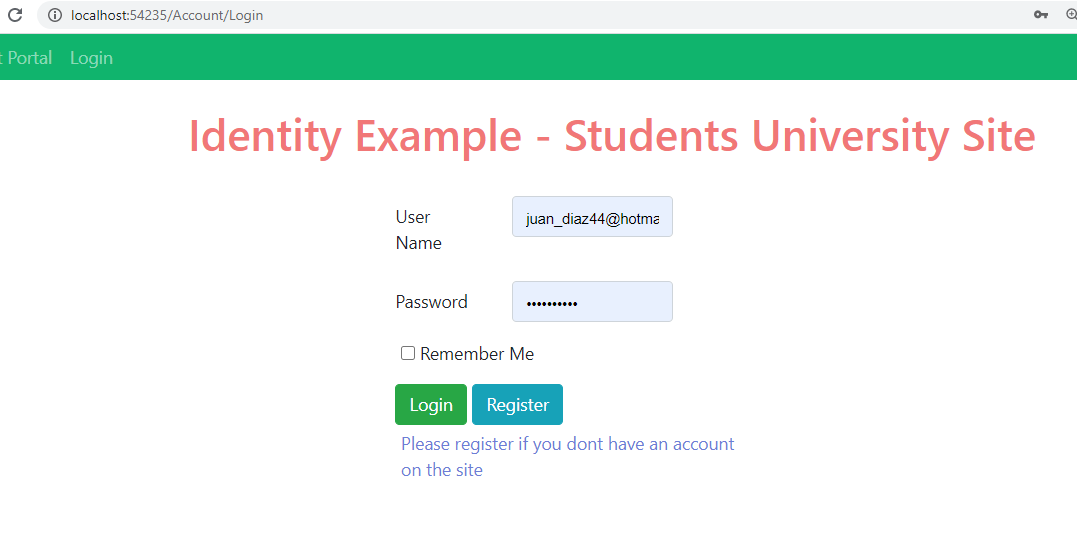 localhost:54235/Account/Login
t Portal Login
Identity Example - Students University Site
User
Name
juan_diaz44@hotma
Password
••••••••••
Remember Me
Login Register
Please register if you dont have an account
on the site